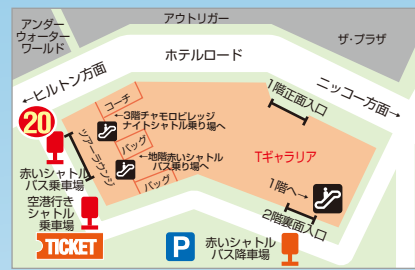 アンダー
ウォーター
ワールド
アウトリガー
ザ・プラザ
ホテルロード
←ヒルトン方面
ニッコー方面→
20
コーチ
1階正面入口
←3階チャモロビレッジ
ナイトシャトル乗り場へ
バッグ
ツアーラウンジ
←地階赤いシャトル
バス乗り場へ
バッグ
Tギャラリア
1階へ→
赤いシャトル
バス乗車場
空港行き
シャトル
乗車場
TICKET
2階裏面入口
P
赤いシャトル
バス降車場